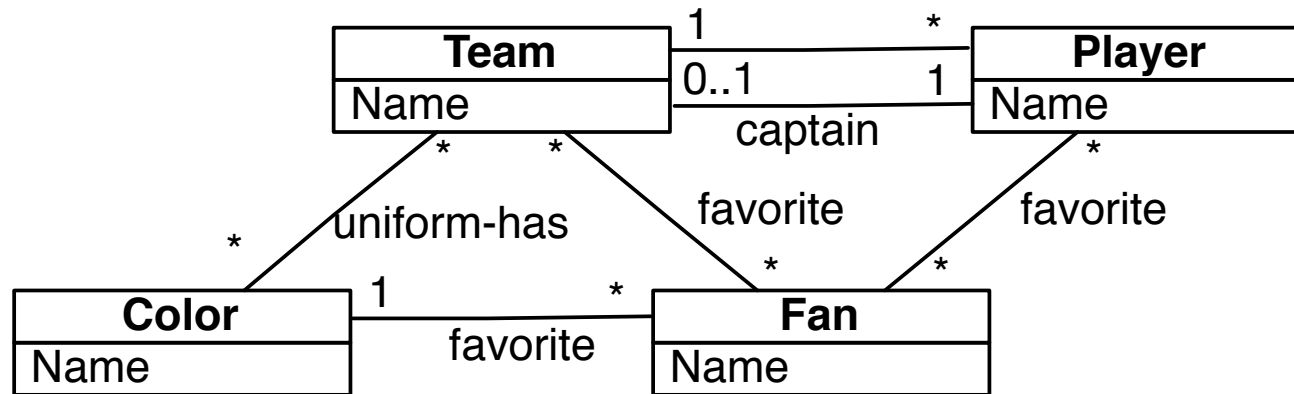 Team
Name
1
*
Player
Name
0..1
1
captain
*
*
*
uniform-has
favorite
favorite
*
*
*
Color
Name
1
*
favorite
Fan
Name